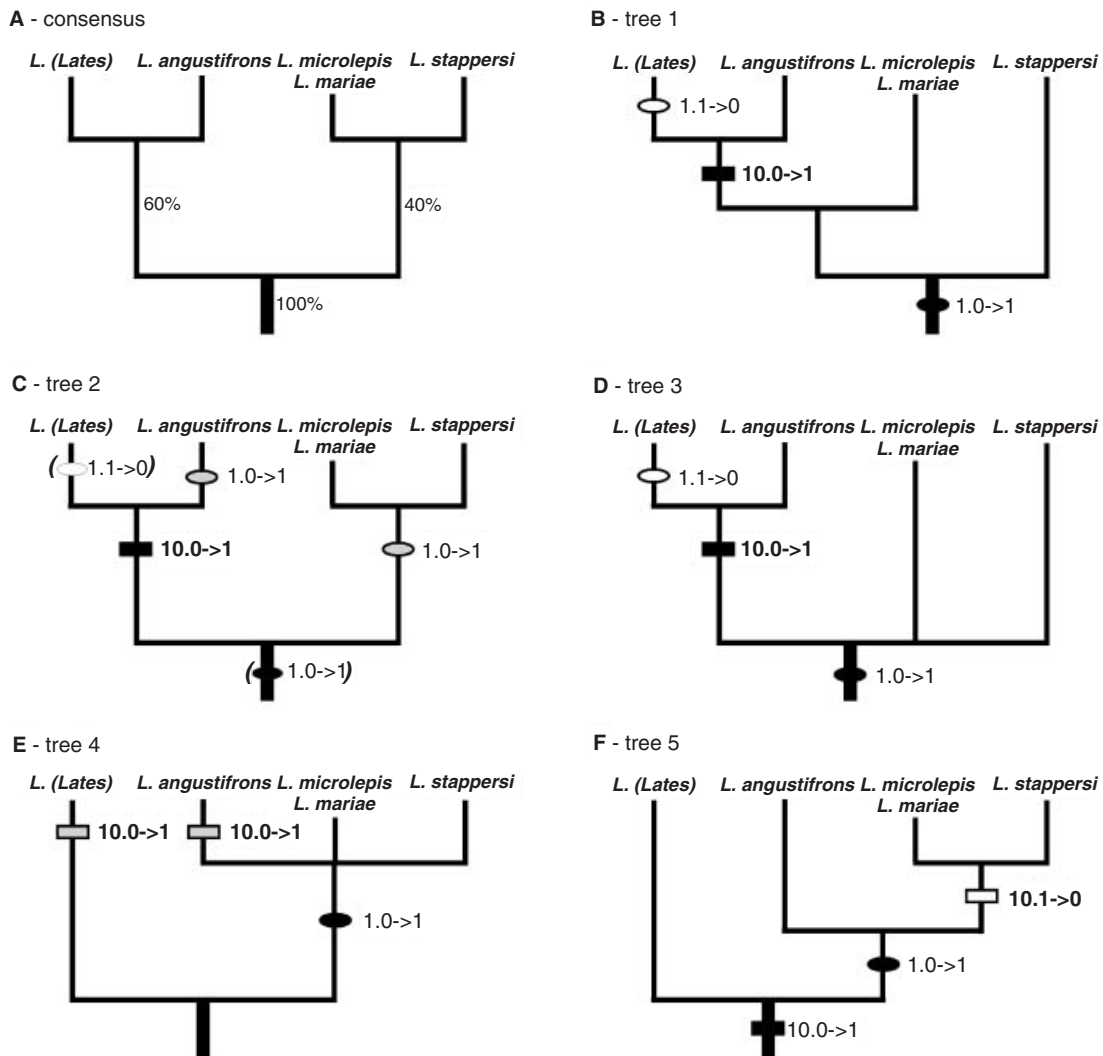 A - consensus
L. (Lates) L. angustifrons L. microlepis L. stappersi
L. mariae
60%
40%
100%
B - tree 1
L. (Lates) L. angustifrons L. microlepis L. stappersi
L. mariae
1.1->0
10.0->1
1.0->1
C - tree 2
L. (Lates) L. angustifrons L. microlepis L. stappersi
L. mariae
( 1.1->0) 1.0->1
10.0->1 1.0->1
( 1.0->1)
D - tree 3
L. (Lates) L. angustifrons L. microlepis L. stappersi
L. mariae
1.1->0
10.0->1
1.0->1
E - tree 4
L. (Lates) L. angustifrons L. microlepis L. stappersi
L. mariae
10.0->1 10.0->1
1.0->1
F - tree 5
L. (Lates) L. angustifrons L. microlepis L. stappersi
L. mariae
10.1->0
1.0->1
10.0->1